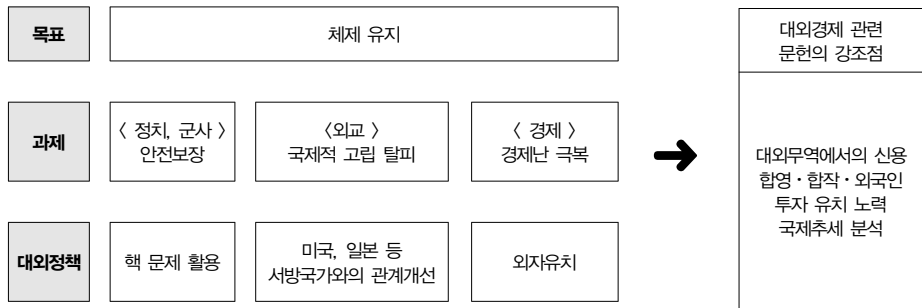 목표
체제 유지
대외경제 관련
문헌의 강조점
과제
〈 정치, 군사 〉
안전보장
〈외교 〉
국제적 고립 탈피
〈 경제 〉
경제난 극복
대외무역에서의 신용
합영·합작·외국인
투자 유치 노력
국제추세 분석
대외정책
핵 문제 활용
미국, 일본 등
서방국가와의 관계개선
외자유치